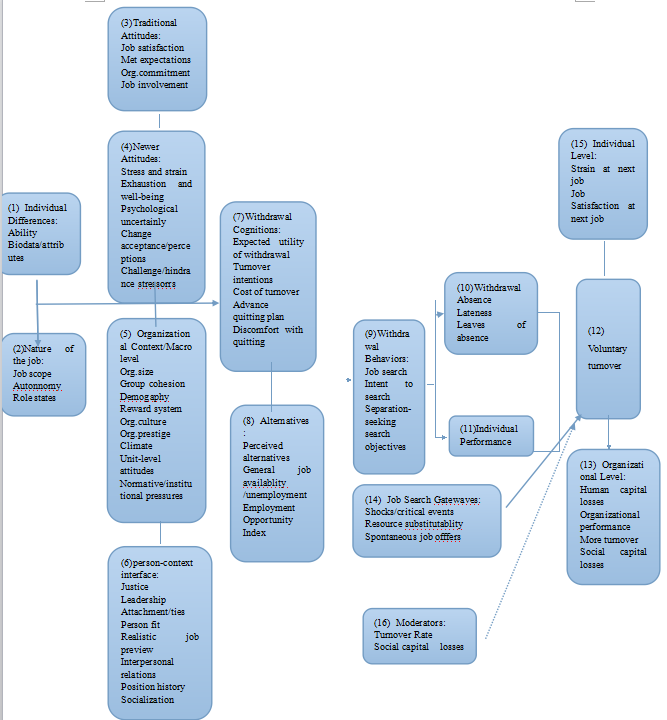 (3)Traditional
Attitudes:
Job satisfaction
Met expectations
Org.commitment
Job involvement
(4)Newer
Attitudes:
Stress and strain
Exhaustion and
well-being
Psychological
uncertainly
Change
acceptance/perce
ptions
Challenge/hindra
nce stressorrs
(1) Individual
Differences:
Ability
Biodata/attrib
utes
(2)Nature of
the job:
Job scope
Autonnomy
Role states
(5) Organization
al Context/Macro
level
Org.size
Group cohesion
Demogaphy
Reward system
Org.culture
Org.prestige
Climate
Unit-level
attitudes
Normative/institu
tional pressures
(6)person-context
interface:
Justice
Leadership
Attachment/ties
Person fit
Realistic job
preview
Interpersonal
relations
Position history
Socialization
(7)Withdrawal
Cognitions:
Expected utility
of withdrawal
Turnover
intentions
Cost of turnover
Advance
quitting plan
Discomfort with
quitting
(8) Alternatives
:
Perceived
alternatives
General job
availablity
/unemployment
Employment
Opportunity
Index
(9)Withdra
wal
Behaviors:
Job search
Intent to
search
Separation-
seeking
search
objectives
(10)Withdrawal
Absence
Lateness
Leaves of
absence
(11)Individual
Performance
(14) Job Search Gatewaves:
Shocks/critical events
Resource substitutablity
Spontaneous job offfers
(16) Moderators:
Turnover Rate
Social capital losses
(15) Individual
Level:
Strain at next
job
Job
Satisfaction at
next job
(12)
Voluntary
turnover
(13) Organizati
onal Level:
Human capital
losses
Organizational
performance
More turnover
Social capital
losses